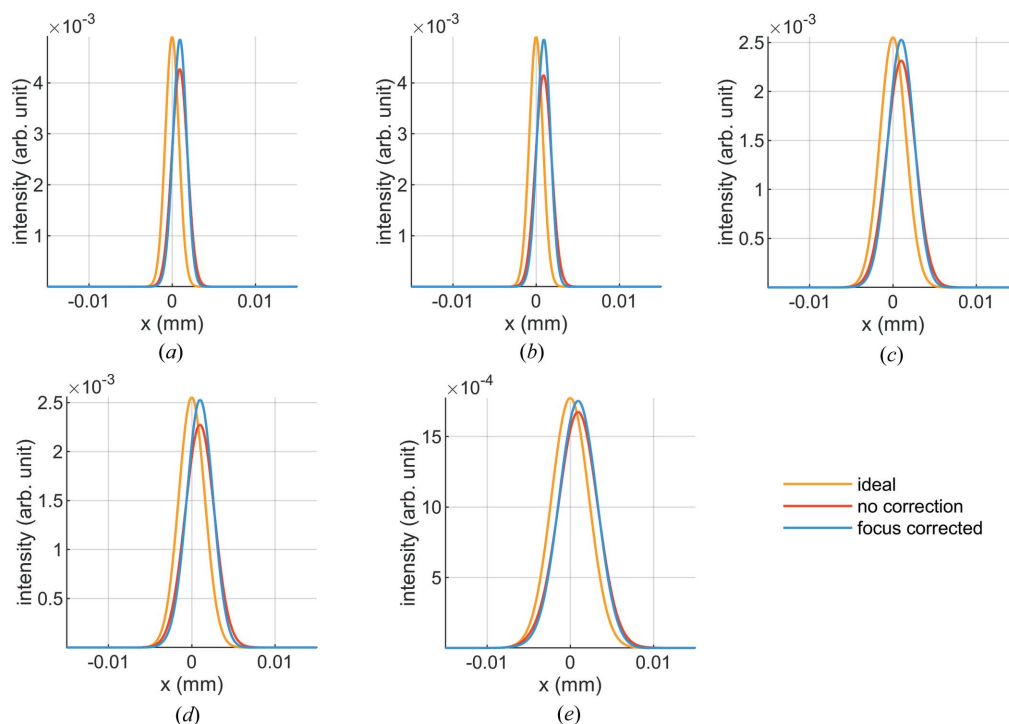 ×10⁻³
intensity (arb. unit)
4
3
2
1
-0.01
0
0.01
x (mm)
(a)
×10⁻³
intensity (arb. unit)
4
3
2
1
-0.01
0
0.01
x (mm)
(b)
×10⁻³
intensity (arb. unit)
2.5
2
1.5
1
0.5
-0.01
0
0.01
x (mm)
(c)
×10⁻³
intensity (arb. unit)
2.5
2
1.5
1
0.5
-0.01
0
0.01
x (mm)
(d)
×10⁻⁴
intensity (arb. unit)
15
10
5
-0.01
0
0.01
x (mm)
(e)
ideal
no correction
focus corrected